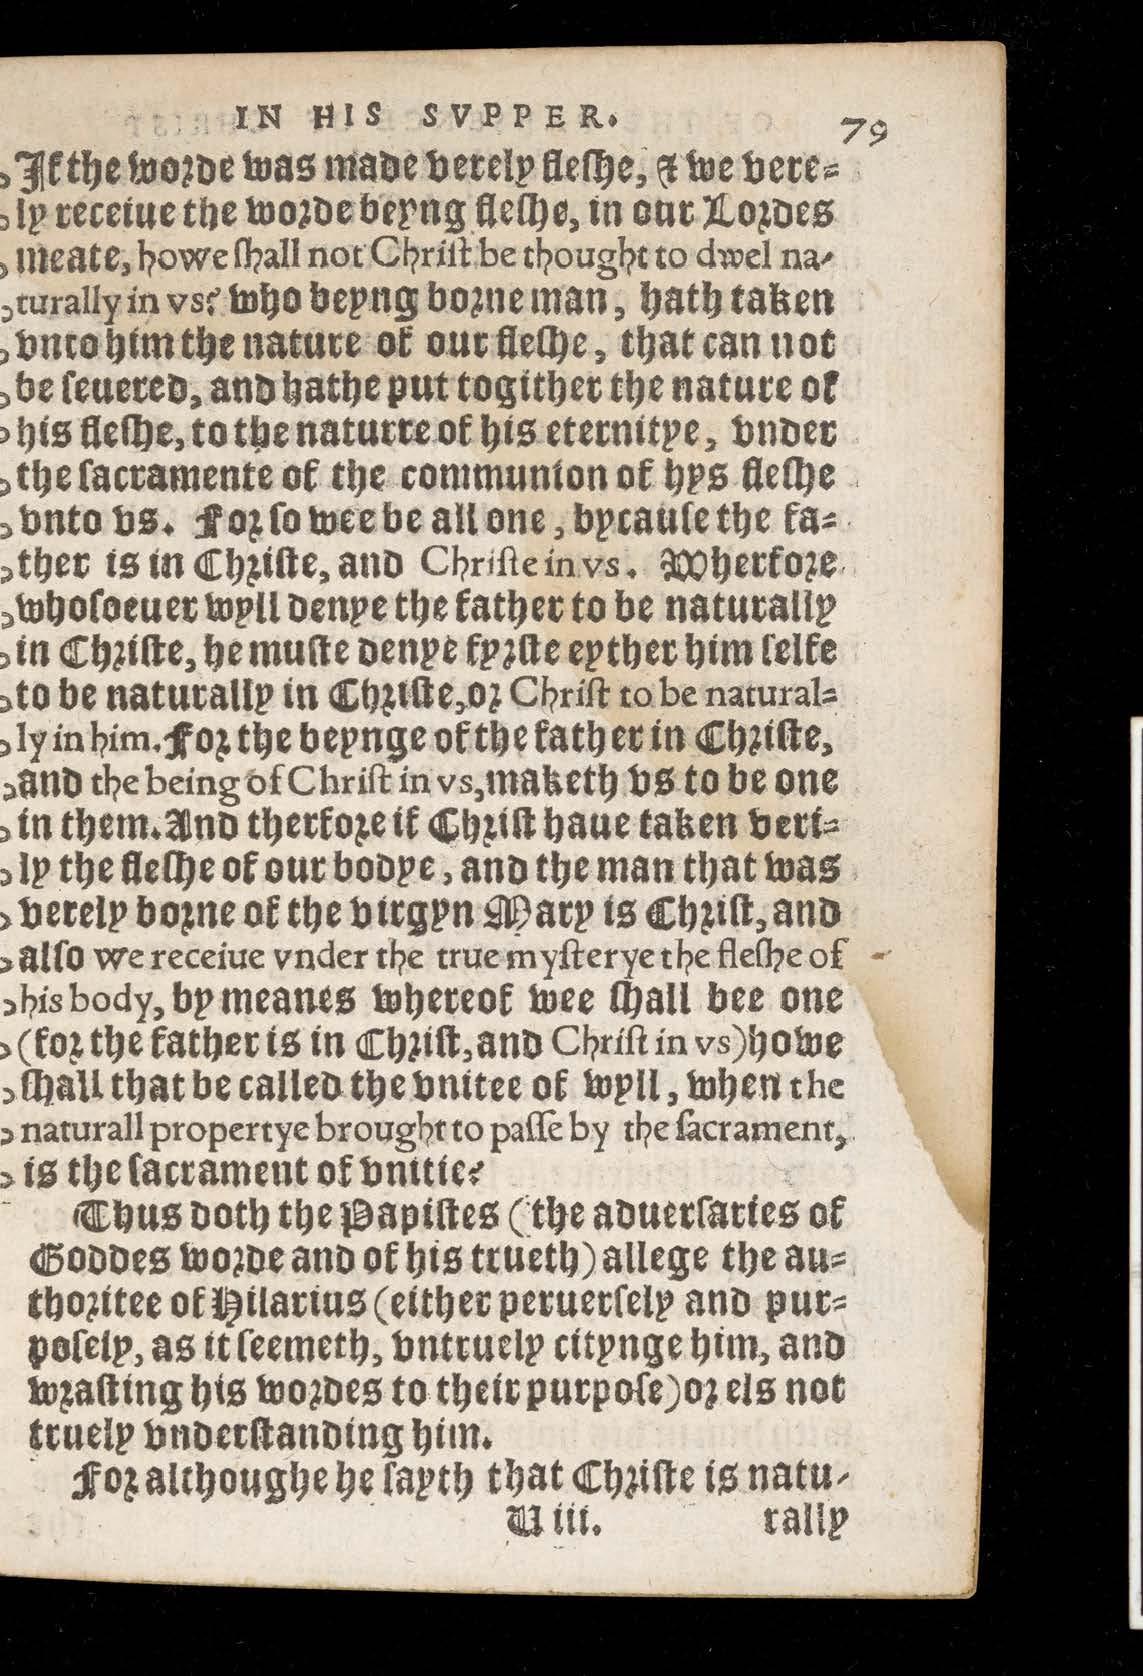 IN HIS SVPPER. 79
If the worde was made verely fleſhe, & we vere=
ly receiue the worde beyng fleſhe, in our Lordes
meate, howe ſhall not Chriſt be thought to dwel na-
turally in vs? who beyng borne man, hath taken
vnto him the nature of our fleſhe, that can not
be ſeuered, and hathe put togither the nature of
his fleſhe, to the naturre of his eternitye, vnder
the ſacramente of the communion of hys fleſhe
vnto vs. For ſo wee be all one, bycauſe the fa=
ther is in Chriſte, and Chriſte in vs. Wherfore
whoſoeuer wyll denye the father to be naturally
in Chriſte, he muſte denye fyrſte eyther him ſelfe
to be naturally in Chriſte, or Chriſt to be natural=
ly in him. For the beynge of the father in Chriſte,
and the being of Chriſt in vs, maketh vs to be one
in them. And therfore if Chriſt haue taken veri=
ly the fleſhe of our bodye, and the man that was
verely borne of the virgyn Mary is Chriſt, and
alſo we receiue vnder the true myſterye the fleſhe of
his body, by meanes whereof wee ſhall bee one
(for the father is in Chriſt, and Chriſt in vs) howe
ſhall that be called the vnitee of wyll, when the
naturall propertye brought to paſſe by the ſacrament,
is the ſacrament of vnitie?
Thus doth the Papiſtes (the aduerſaries of
Goddes worde and of his trueth) allege the au=
thoritee of Hilarius (either peruerſely and pur=
poſely, as it ſeemeth, vntruely citynge him, and
wraſting his wordes to their purpoſe) or els not
truely vnderſtanding him.
For althoughe he ſayth that Chriſte is natu-
U iii. rally